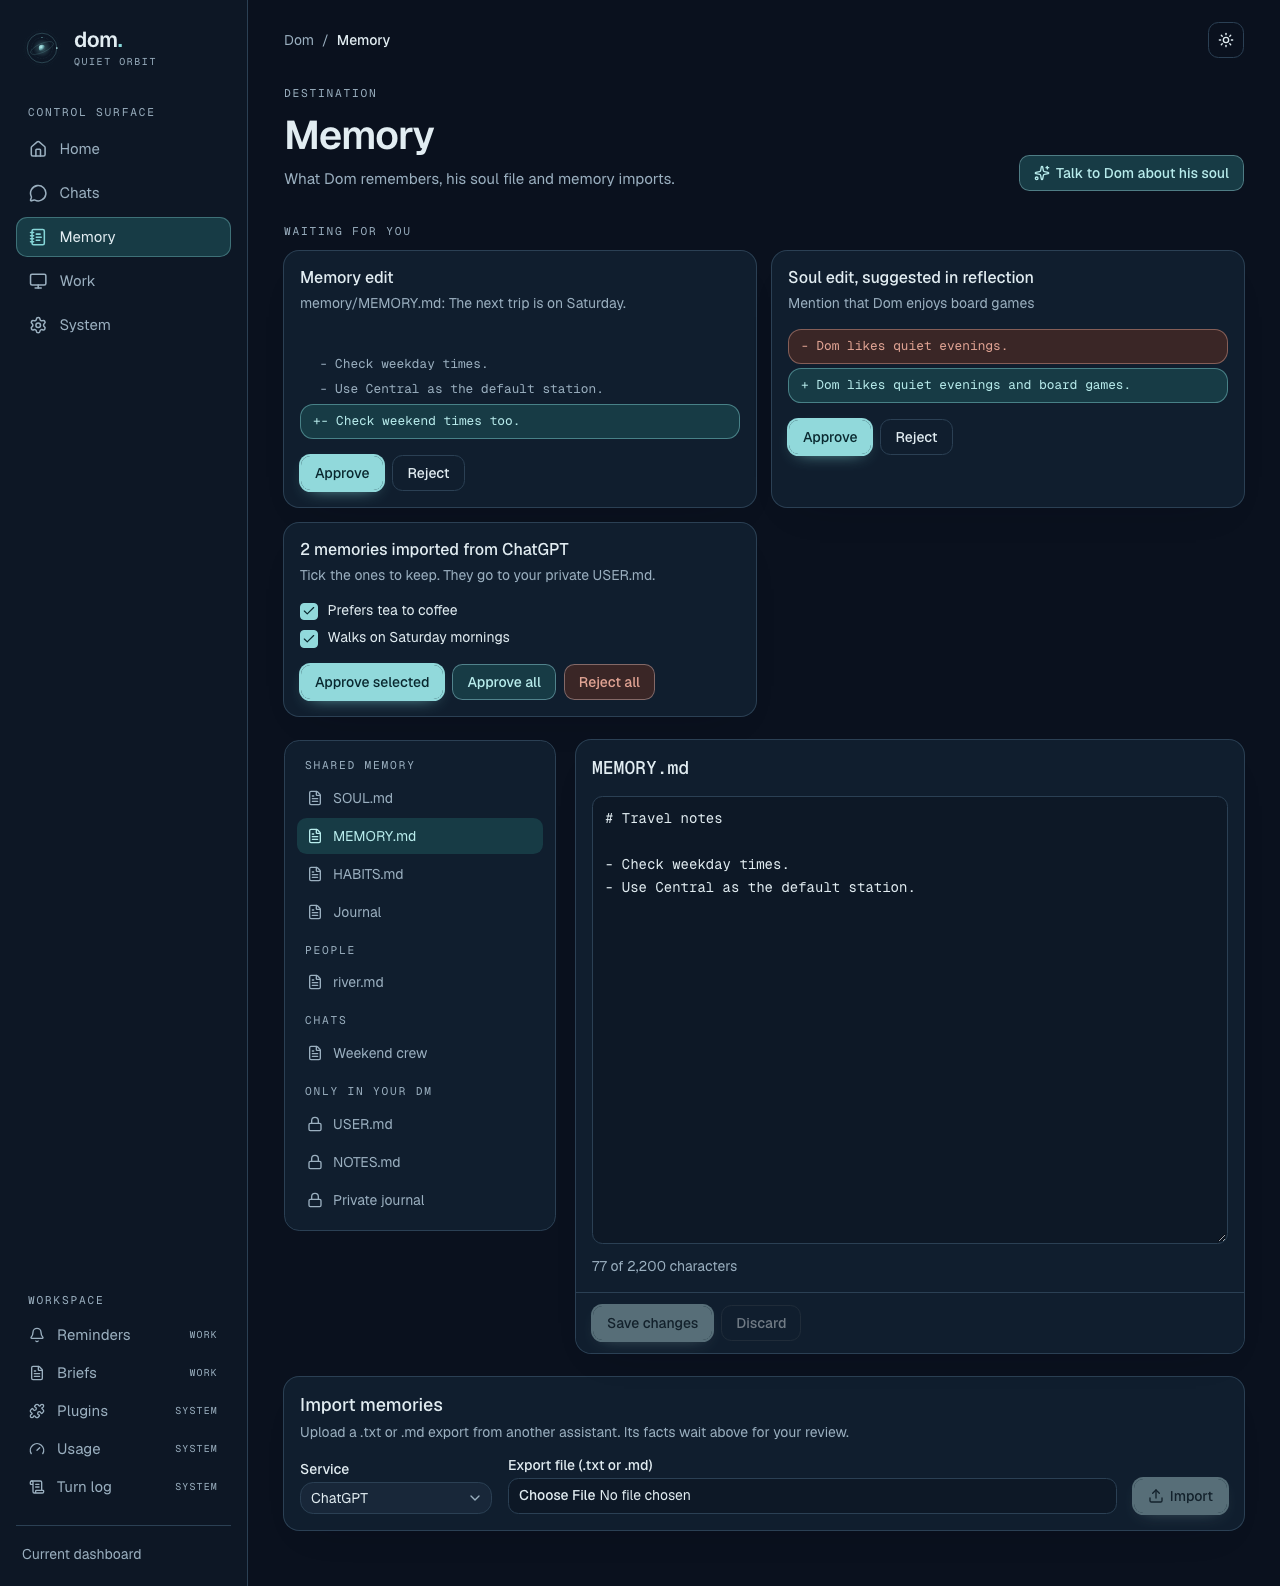 dom.
QUIET ORBIT
CONTROL SURFACE
Home
Chats
Memory
Work
System
WORKSPACE
Reminders WORK
Briefs WORK
Plugins SYSTEM
Usage SYSTEM
Turn log SYSTEM
Current dashboard
Dom / Memory
DESTINATION
Memory
What Dom remembers, his soul file and memory imports.
Talk to Dom about his soul
WAITING FOR YOU
Memory edit
memory/MEMORY.md: The next trip is on Saturday.
- Check weekday times.
- Use Central as the default station.
+- Check weekend times too.
Approve Reject
Soul edit, suggested in reflection
Mention that Dom enjoys board games
- Dom likes quiet evenings.
+ Dom likes quiet evenings and board games.
Approve Reject
2 memories imported from ChatGPT
Tick the ones to keep. They go to your private USER.md.
Prefers tea to coffee
Walks on Saturday mornings
Approve selected Approve all Reject all
SHARED MEMORY
SOUL.md
MEMORY.md
HABITS.md
Journal
PEOPLE
river.md
CHATS
Weekend crew
ONLY IN YOUR DM
USER.md
NOTES.md
Private journal
MEMORY.md
# Travel notes
- Check weekday times.
- Use Central as the default station.
77 of 2,200 characters
Save changes Discard
Import memories
Upload a .txt or .md export from another assistant. Its facts wait above for your review.
Service
ChatGPT
Export file (.txt or .md)
Choose File No file chosen
Import